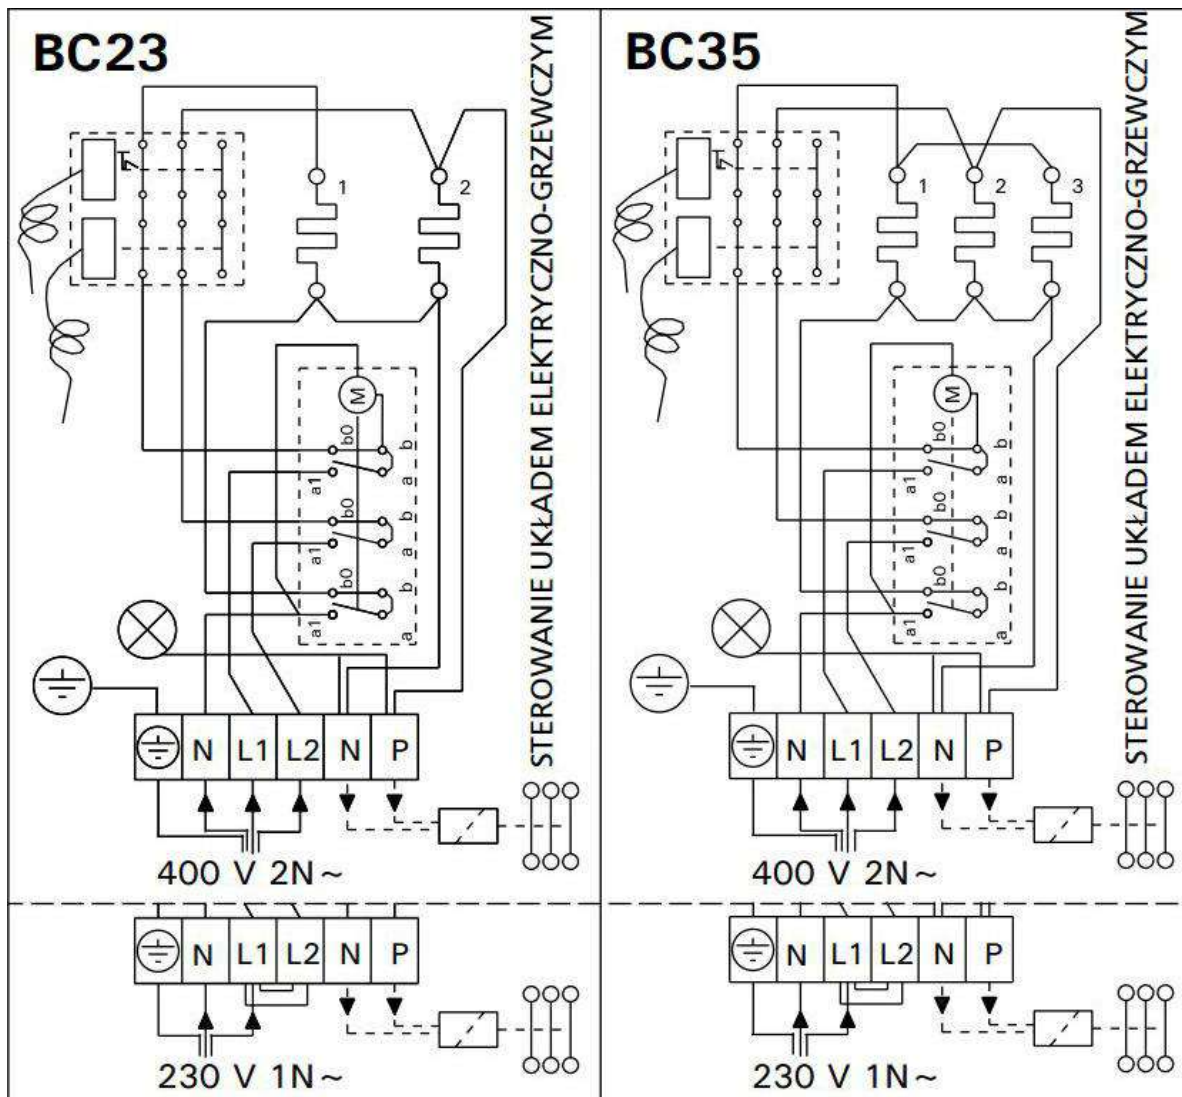 BC23
STEROWANIE UKŁADEM ELEKTRYCZNO-GRZEWCZYM
1
2
M
b0
b
a1
a
b0
b
a1
a
b0
b
a1
a
N L1 L2 N P
400 V 2N ~
N L1 L2 N P
230 V 1N ~
BC35
STEROWANIE UKŁADEM ELEKTRYCZNO-GRZEWCZYM
1
2
3
M
b0
b
a1
a
b0
b
a1
a
b0
b
a1
a
N L1 L2 N P
400 V 2N ~
N L1 L2 N P
230 V 1N ~